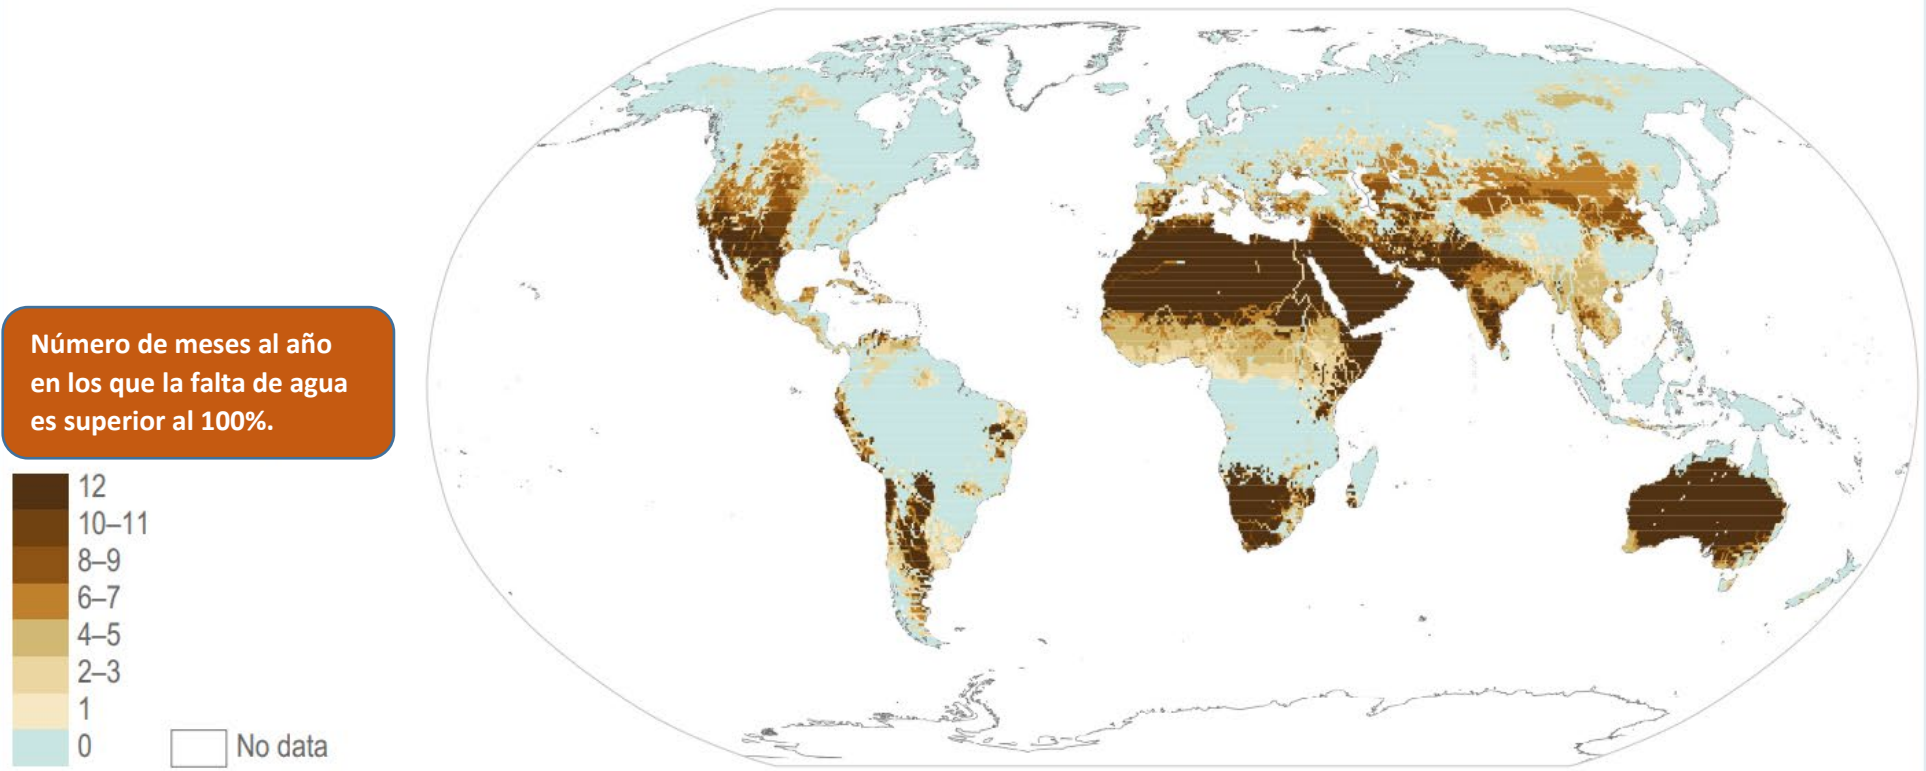 Número de meses al año
en los que la falta de agua
es superior al 100%.
12
10–11
8–9
6–7
4–5
2–3
1
0
No data